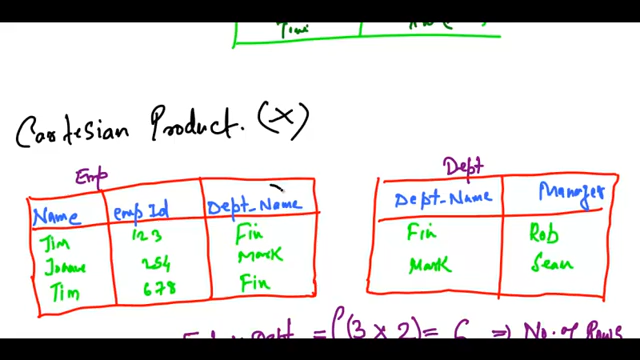 Tim
Cartesian Product. (X)
Emp
Dept
Name emp Id Dept_Name
Dept_Name Manager
Jim 123 Fin
Fin Rob
254 Mark
Mark Sean
Tim 678 Fin
(3 x 2) = 6 => No. of Rows